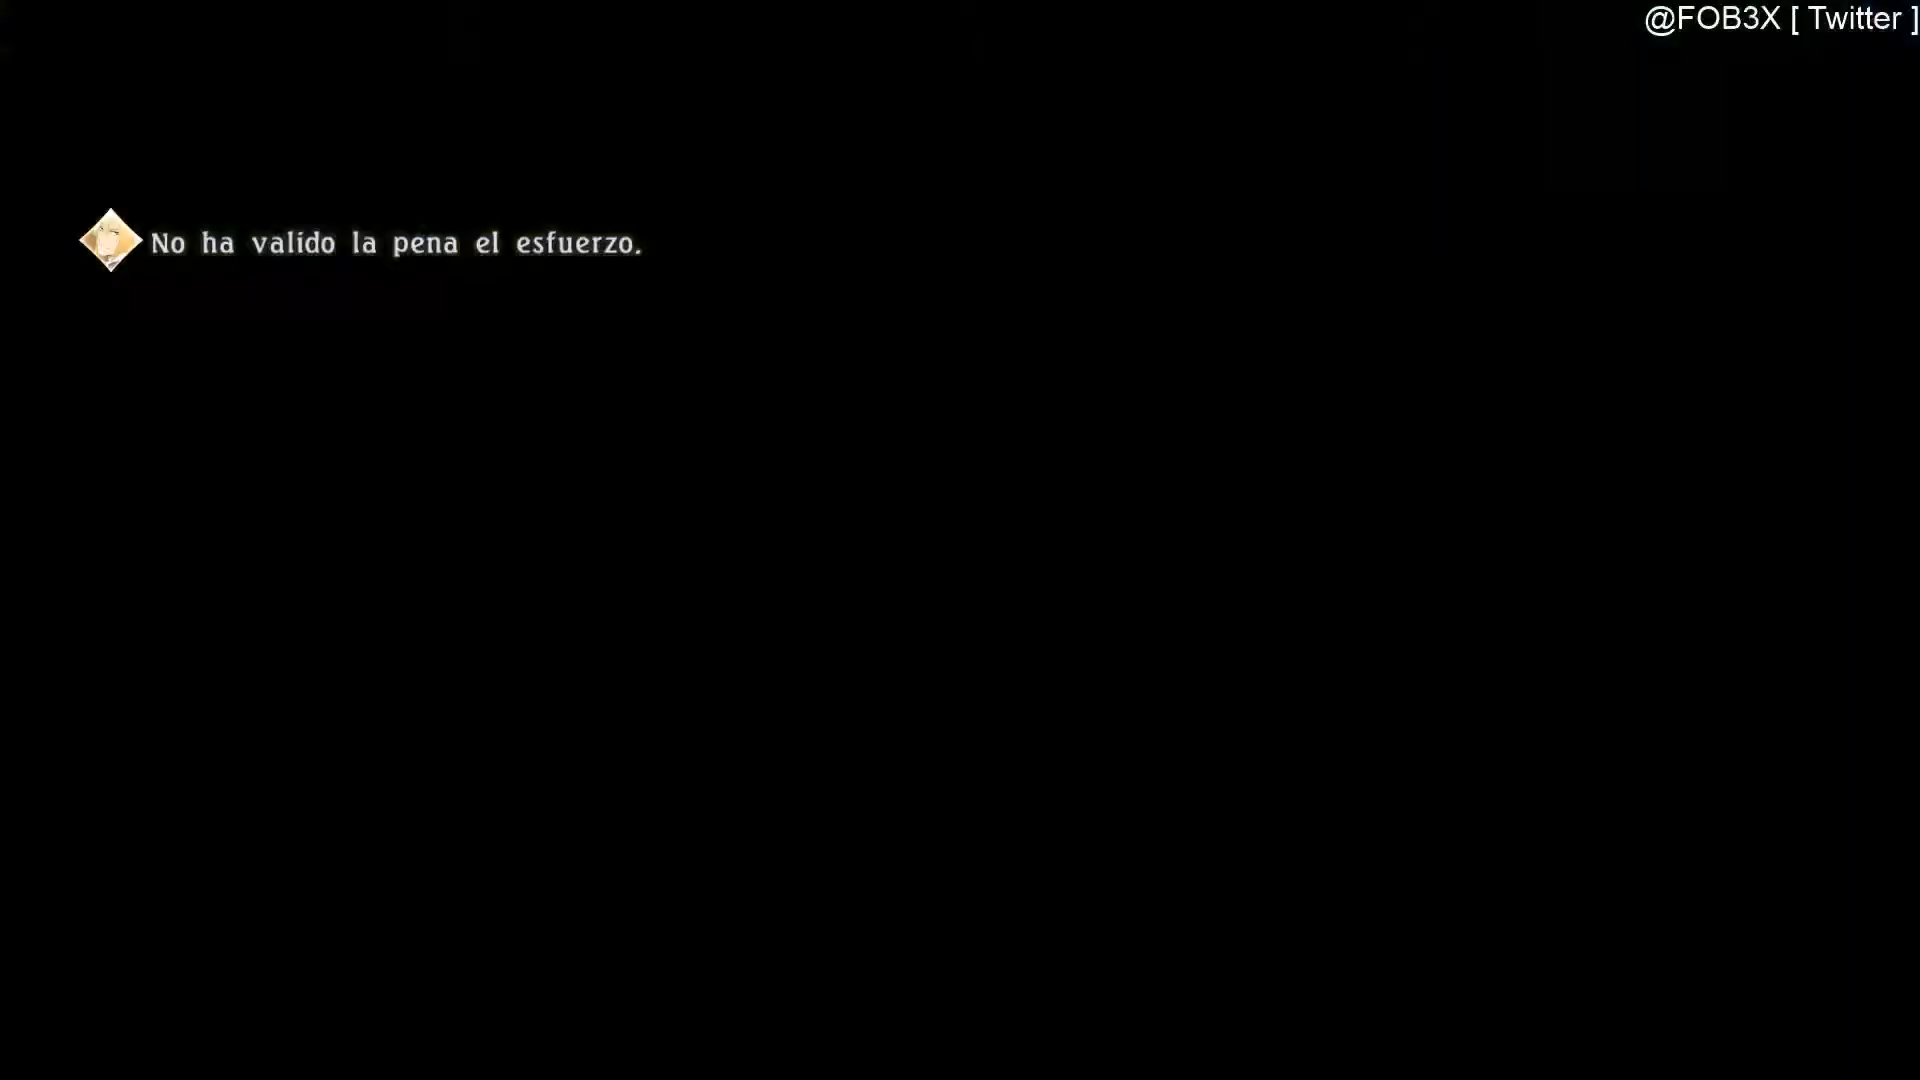 @FOB3X [ Twitter ]
No ha valido la pena el esfuerzo.